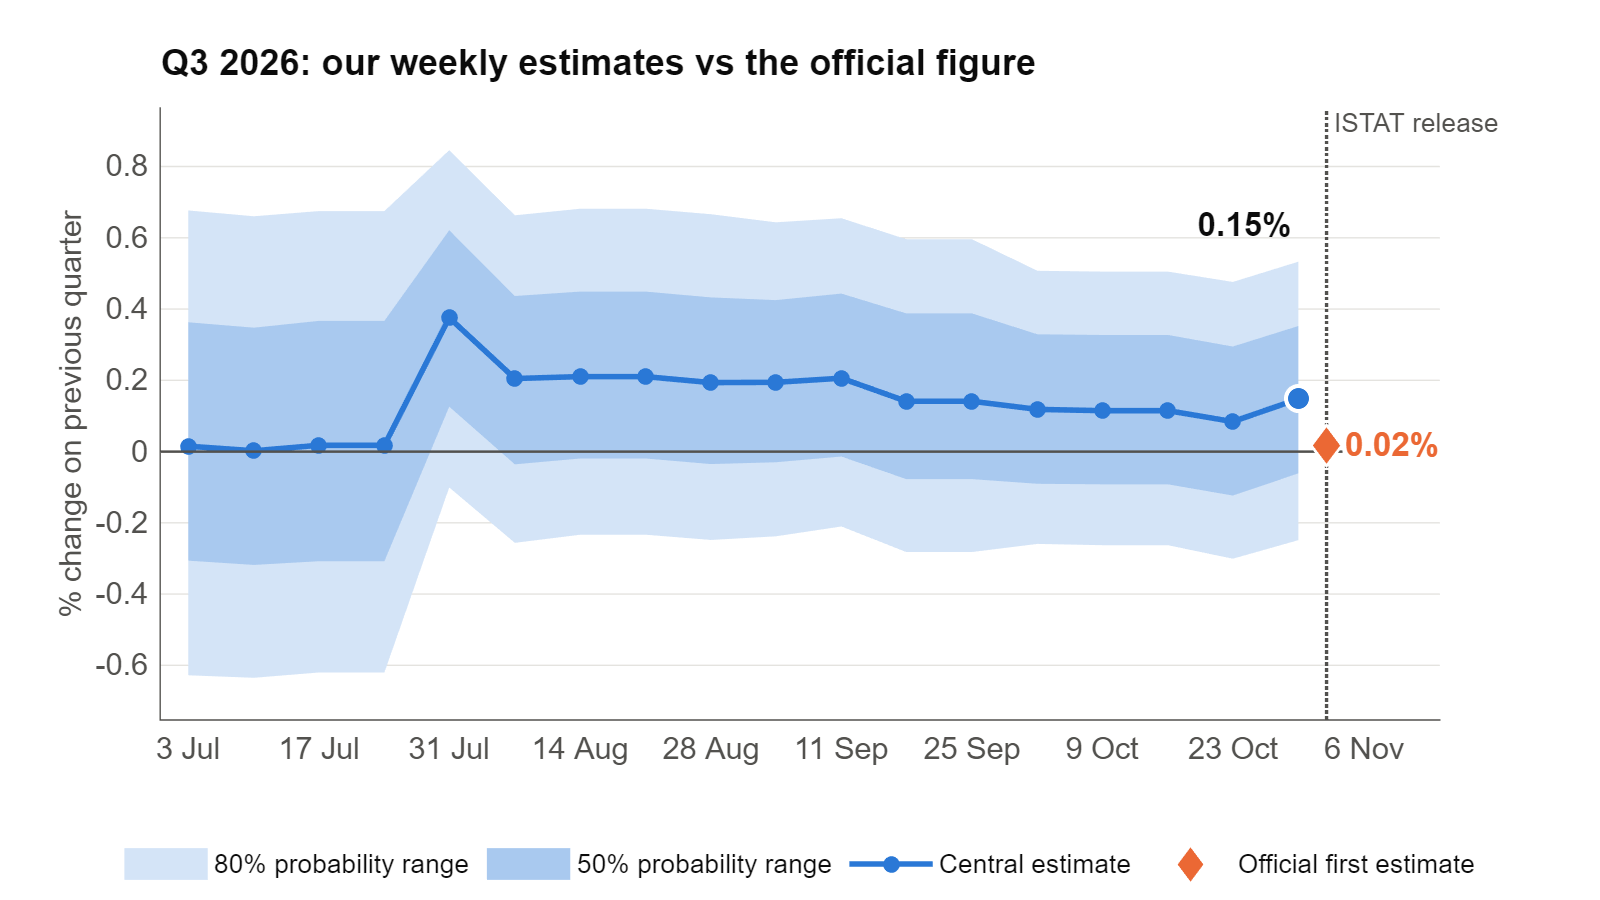 Q3 2026: our weekly estimates vs the official figure
ISTAT release
% change on previous quarter
0.8
0.6
0.4
0.2
0
-0.2
-0.4
-0.6
0.15%
0.02%
3 Jul 17 Jul 31 Jul 14 Aug 28 Aug 11 Sep 25 Sep 9 Oct 23 Oct 6 Nov
80% probability range 50% probability range Central estimate Official first estimate